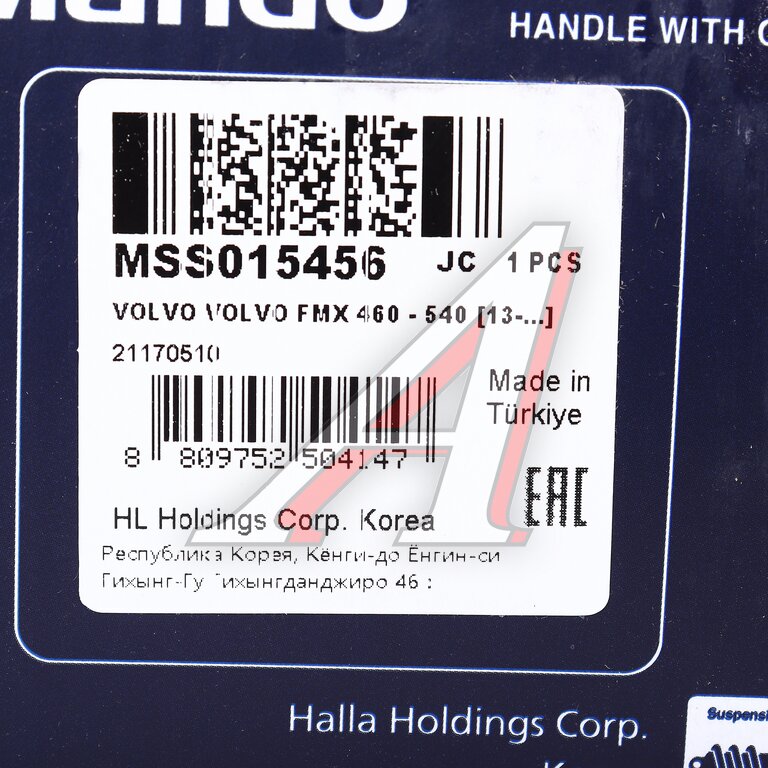 Mando
HANDLE WITH
MSS015456 JC 1 PCS
VOLVO VOLVO FMX 460 - 540 [13-...]
21170510
Made in
Türkiye
8 809752 504147
EAC
HL Holdings Corp. Korea
Республика Корея, Кёнги-до Ёнгин-си
Гихынг-Гу Гихынгданджиро 46
Halla Holdings Corp.